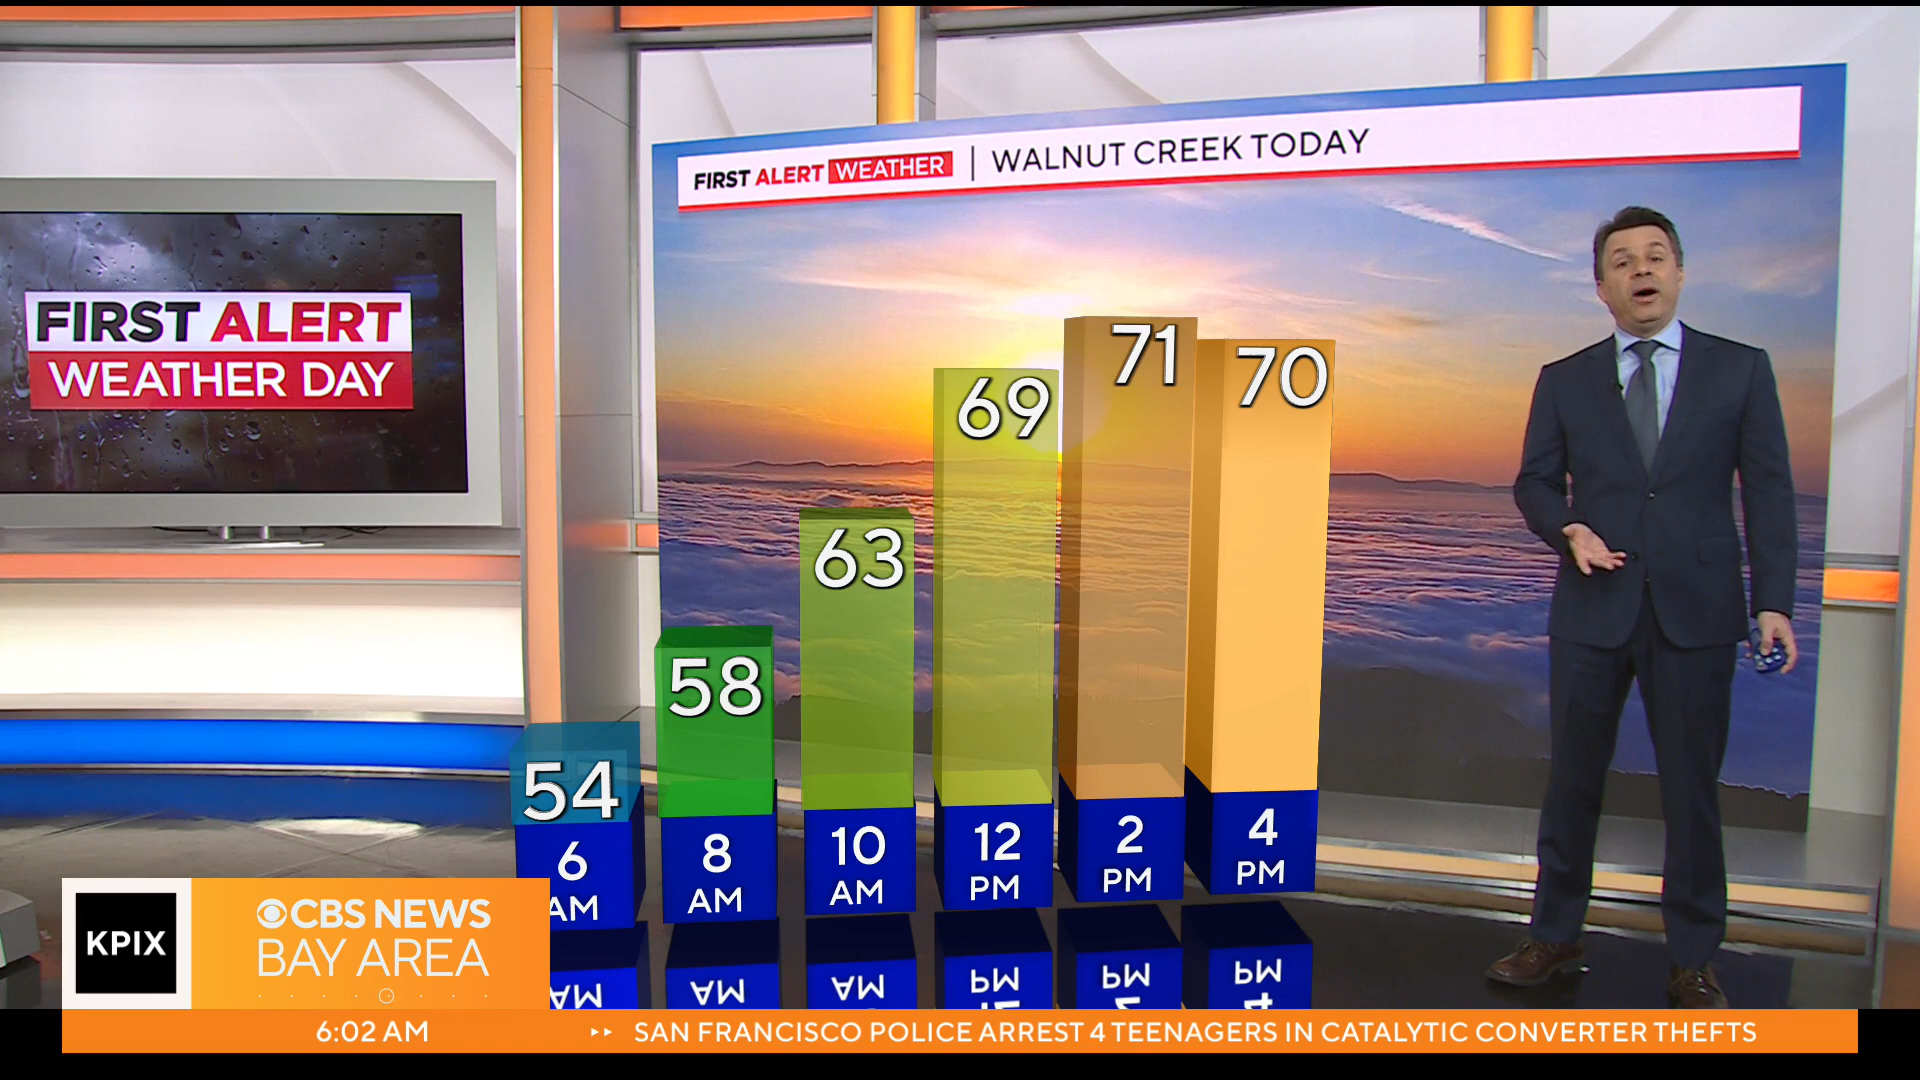 FIRST ALERT WEATHER | WALNUT CREEK TODAY
FIRST ALERT
WEATHER DAY
54
58
63
69
71
70
6
AM
8
AM
10
AM
12
PM
2
PM
4
PM
KPIX
CBS NEWS
BAY AREA
6:02 AM
SAN FRANCISCO POLICE ARREST 4 TEENAGERS IN CATALYTIC CONVERTER THEFTS